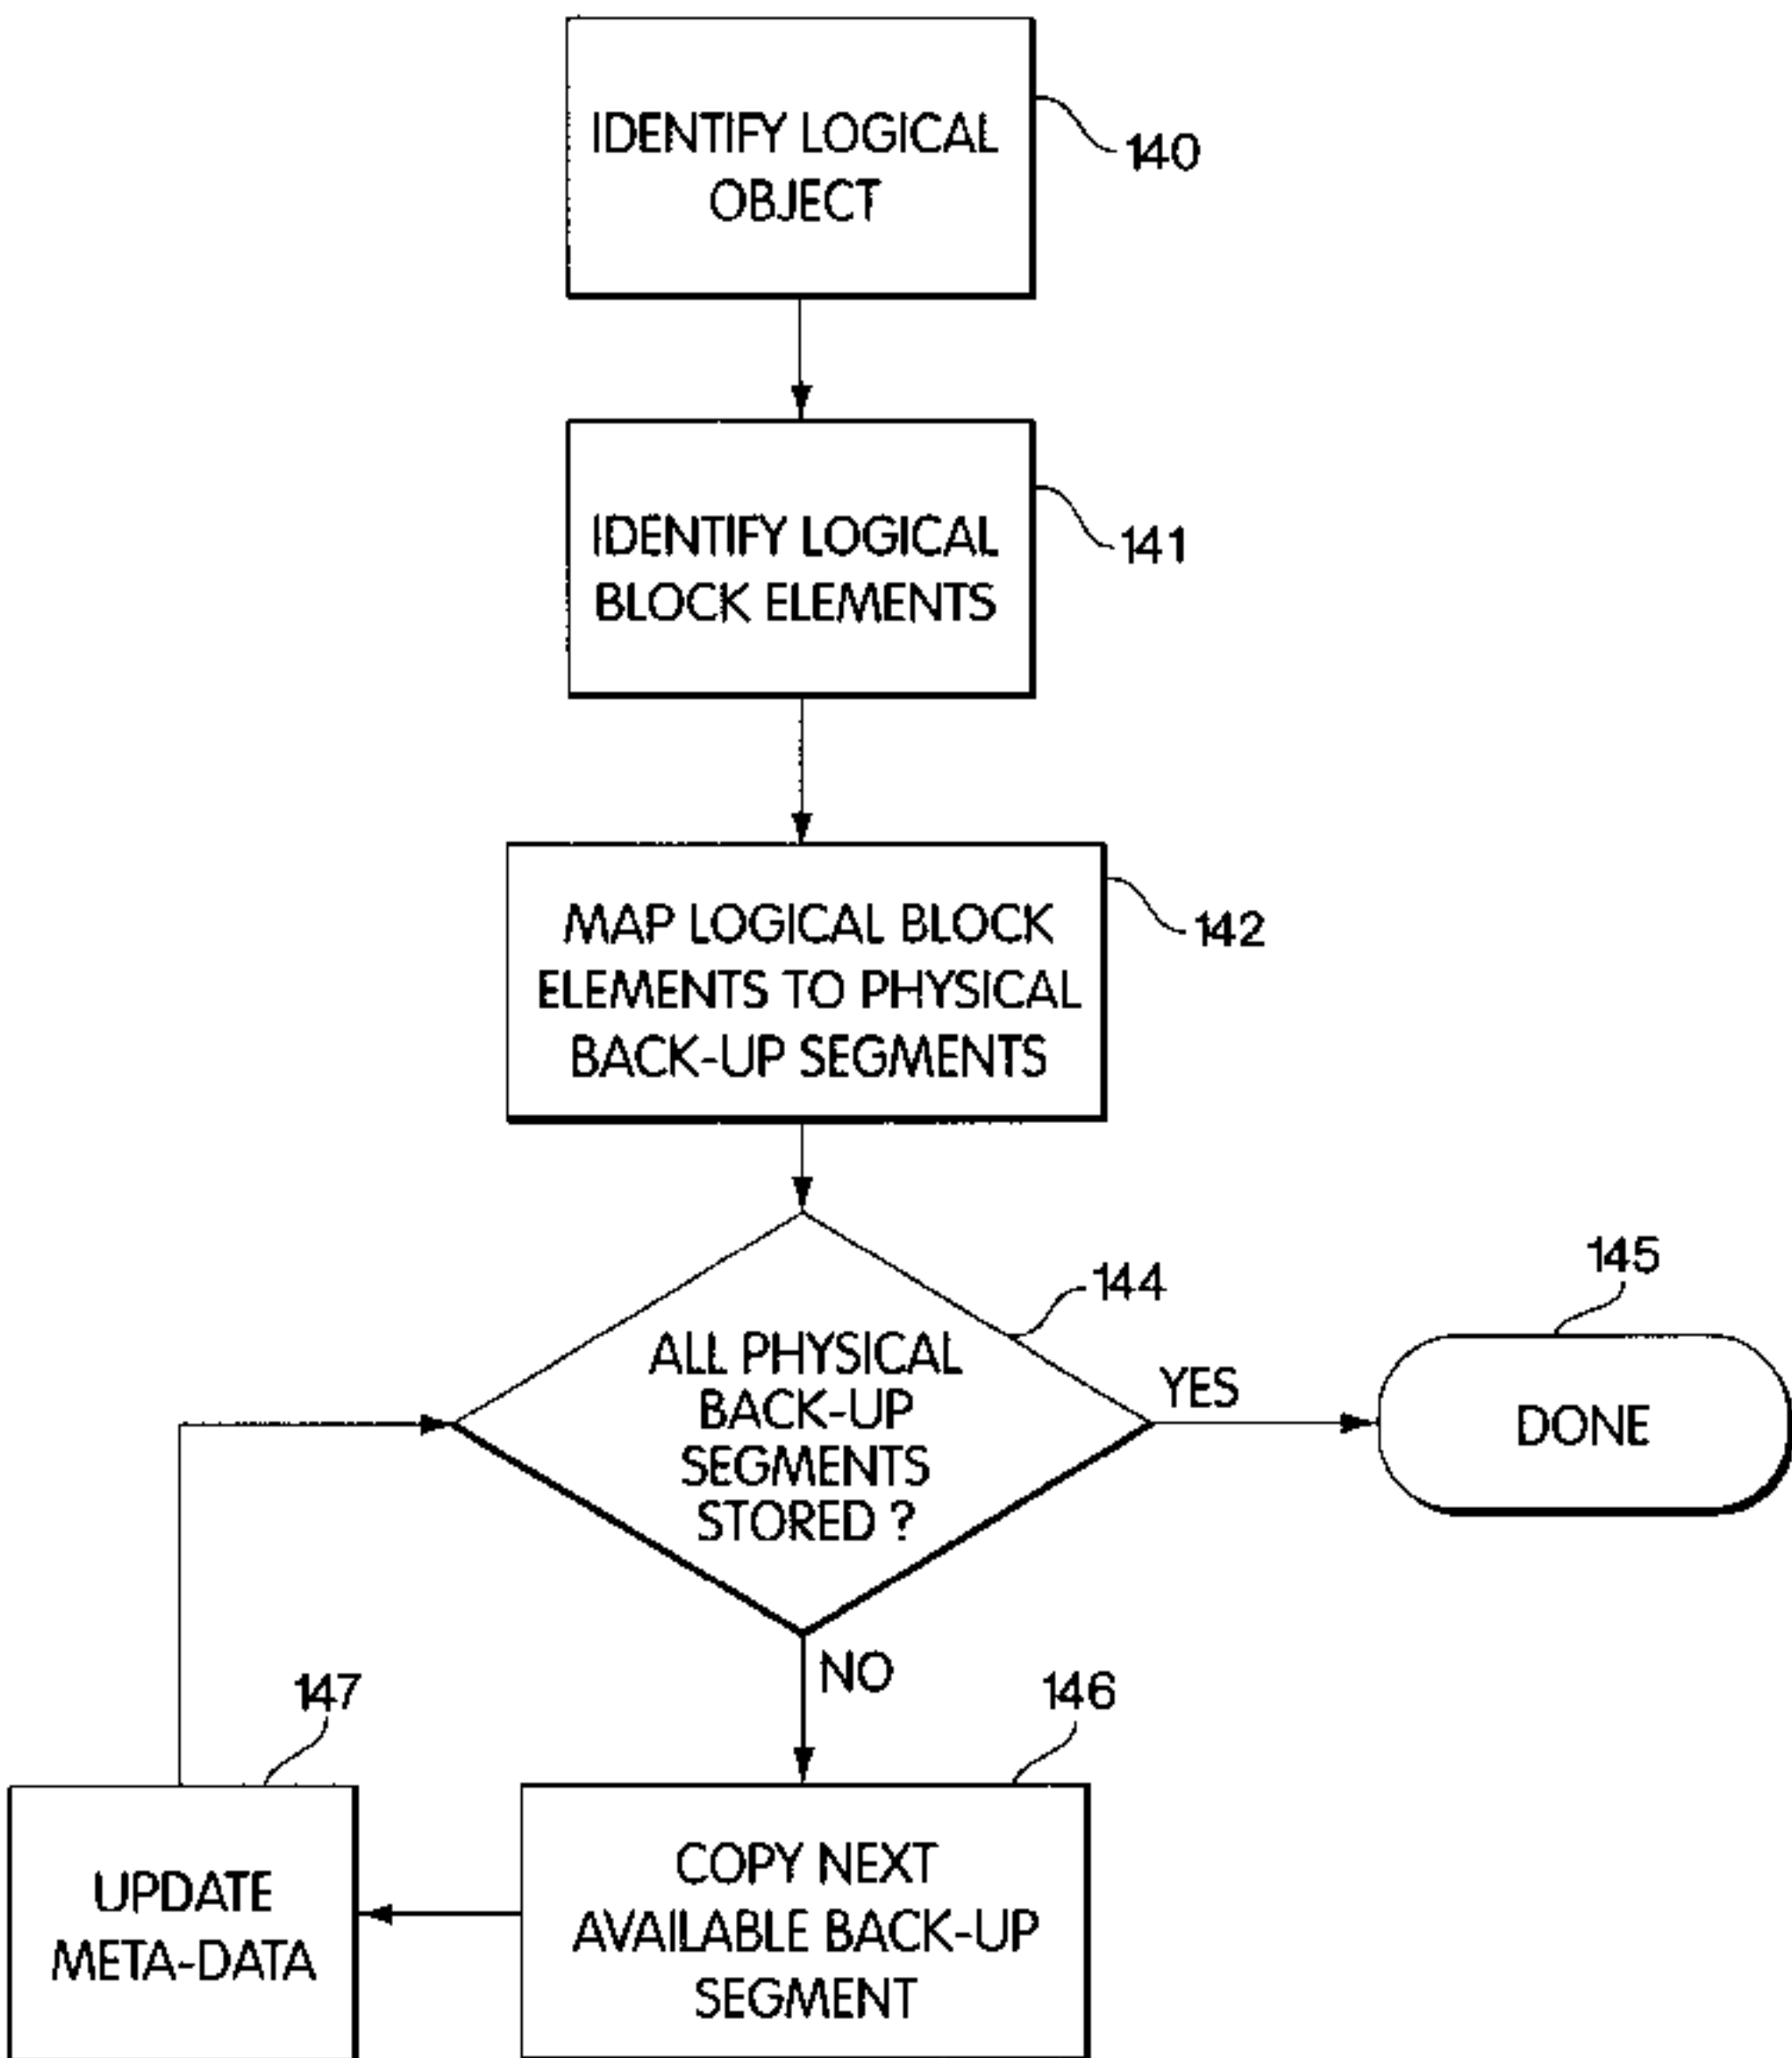 IDENTIFY LOGICAL
OBJECT
140
IDENTIFY LOGICAL
BLOCK ELEMENTS
141
MAP LOGICAL BLOCK
ELEMENTS TO PHYSICAL
BACK-UP SEGMENTS
142
ALL PHYSICAL
BACK-UP
SEGMENTS
STORED ?
144
YES
145
DONE
NO
146
COPY NEXT
AVAILABLE BACK-UP
SEGMENT
147
UPDATE
META-DATA